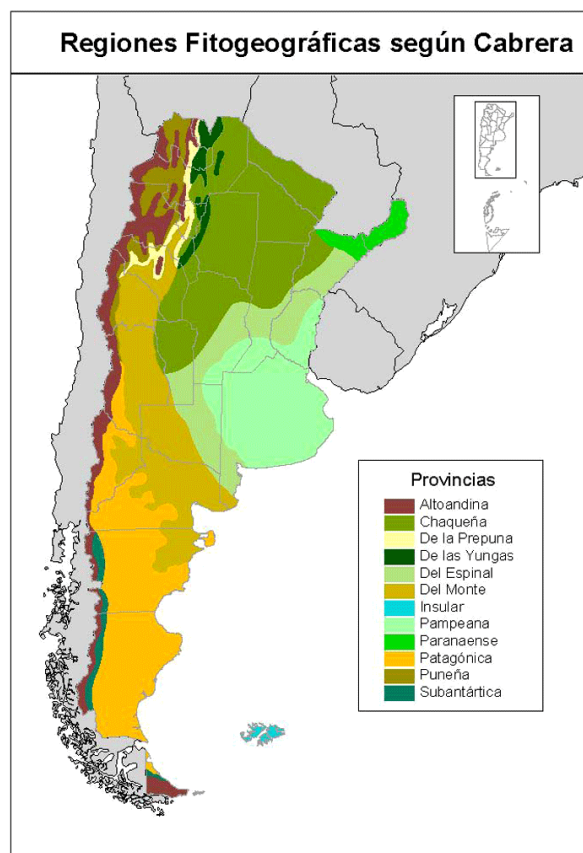 Regiones Fitogeográficas según Cabrera
Provincias
Altoandina
Chaqueña
De la Prepuna
De las Yungas
Del Espinal
Del Monte
Insular
Pampeana
Paranaense
Patagónica
Puneña
Subantártica